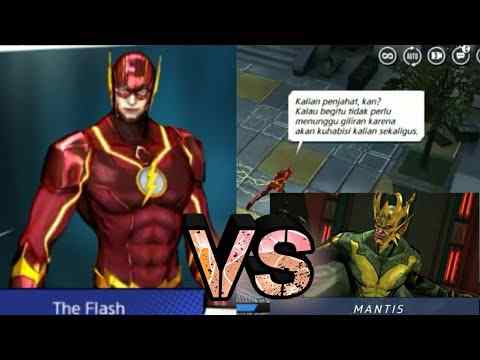 AUTO
Kalian penjahat, kan?
Kalau begitu tidak perlu
menunggu giliran karena
akan kuhabisi kalian sekaligus.
VS
The Flash
MANTIS